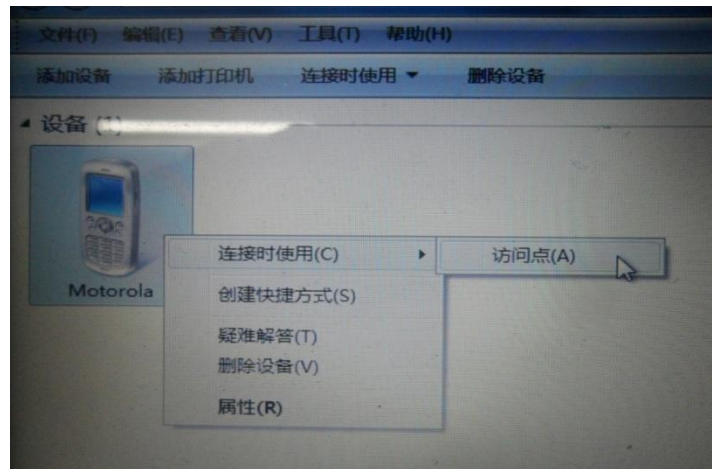 文件(F) 编辑(E) 查看(V) 工具(T) 帮助(H)
添加设备 添加打印机 连接时使用 删除设备
设备 (1)
Motorola
连接时使用(C)
访问点(A)
创建快捷方式(S)
疑难解答(T)
删除设备(V)
属性(R)